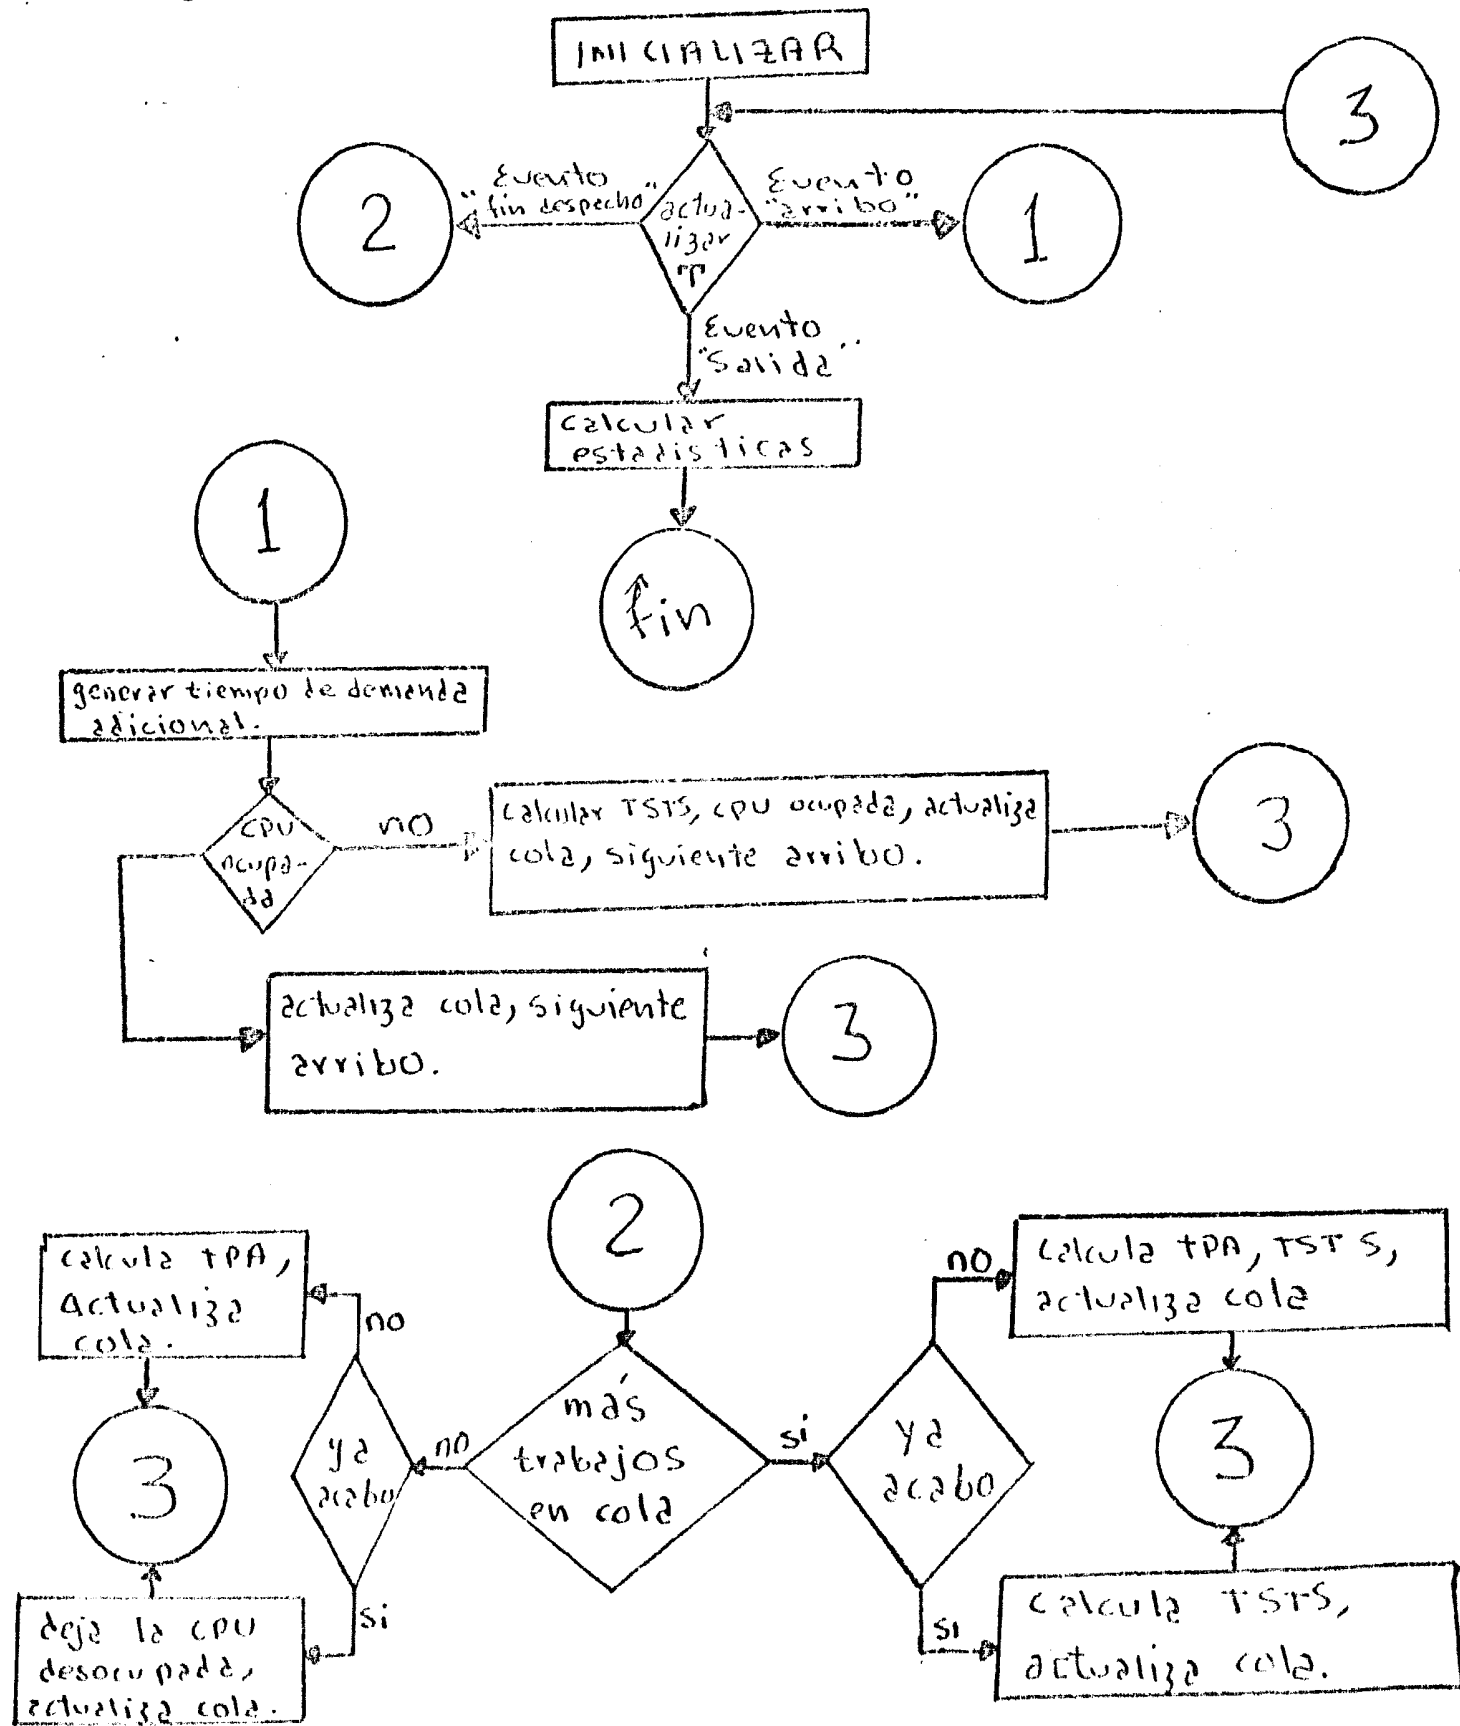 INICIALIZAR
3
Evento
"fin despecho"
2
actua-
lizar
T
Evento
"arribo"
1
Evento
"Salida"
calcular
estadisticas
fin
1
generar tiempo de demanda
adicional.
CPU
ocupa-
da
no
calcular TSTS, cpu ocupada, actualiza
cola, siguiente arribo.
3
actualiza cola, siguiente
arribo.
3
2
calcula tPA,
Actualiza
cola.
no
3
ya
acabo
no
más
trabajos
en cola
si
ya
acabo
no
calcula tPA, TSTS,
actualiza cola
3
si
deja la cpu
desocupada,
actualiza cola.
si
calcula TSTS,
actualiza cola.